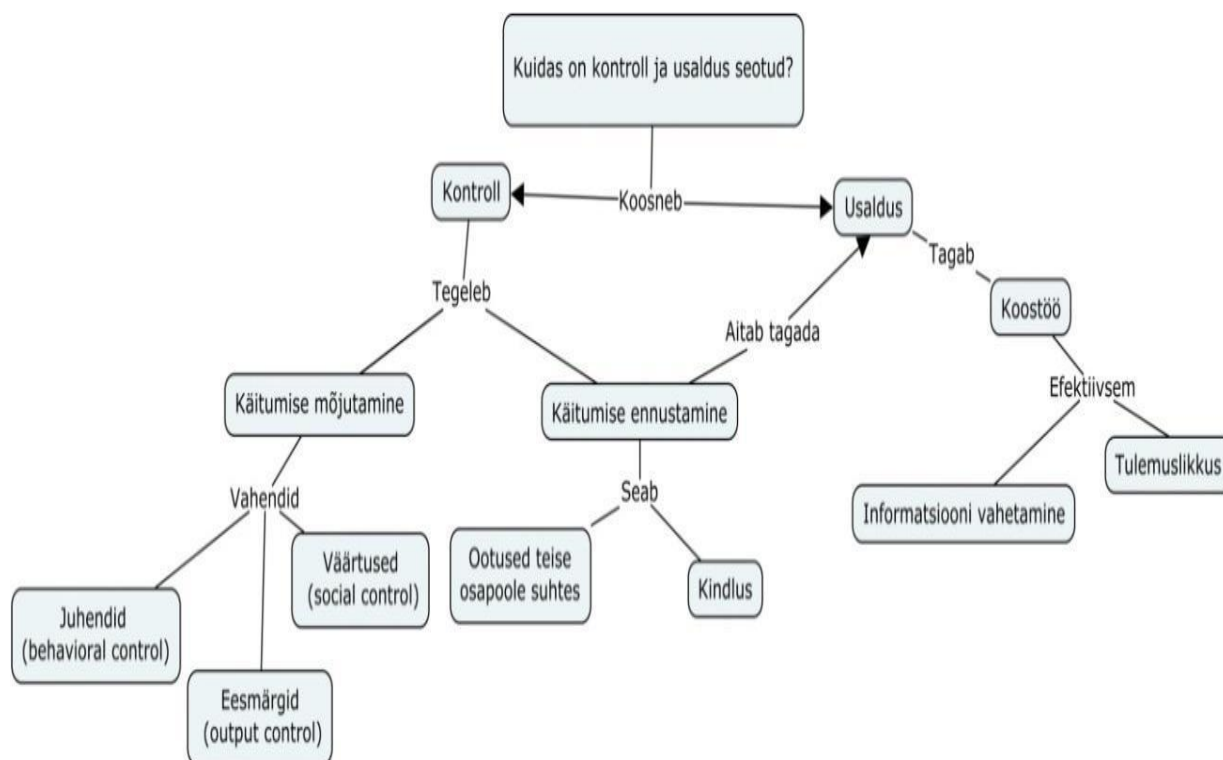 Kuidas on kontroll ja usaldus seotud?
Kontroll
Koosneb
Usaldus
Tagab
Koostöö
Tegeleb
Aitab tagada
Efektiivsem
Käitumise mõjutamine
Käitumise ennustamine
Tulemuslikkus
Vahendid
Seab
Informatsiooni vahetamine
Väärtused
(social control)
Ootused teise
osapoole suhtes
Kindlus
Juhendid
(behavioral control)
Eesmärgid
(output control)